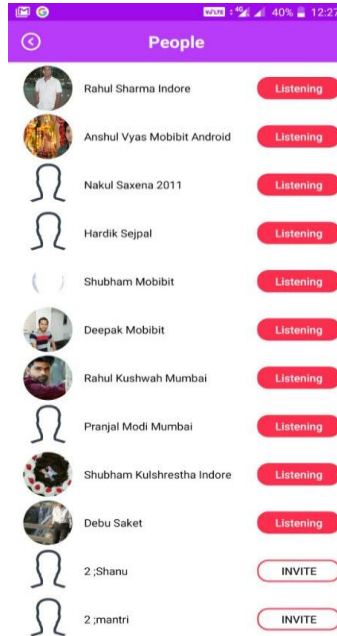 VoLTE 4G 40% 12:27
People
Rahul Sharma Indore Listening
Anshul Vyas Mobibit Android Listening
Nakul Saxena 2011 Listening
Hardik Sejpal Listening
Shubham Mobibit Listening
Deepak Mobibit Listening
Rahul Kushwah Mumbai Listening
Pranjal Modi Mumbai Listening
Shubham Kulshrestha Indore Listening
Debu Saket Listening
2 ;Shanu INVITE
2 ;mantri INVITE